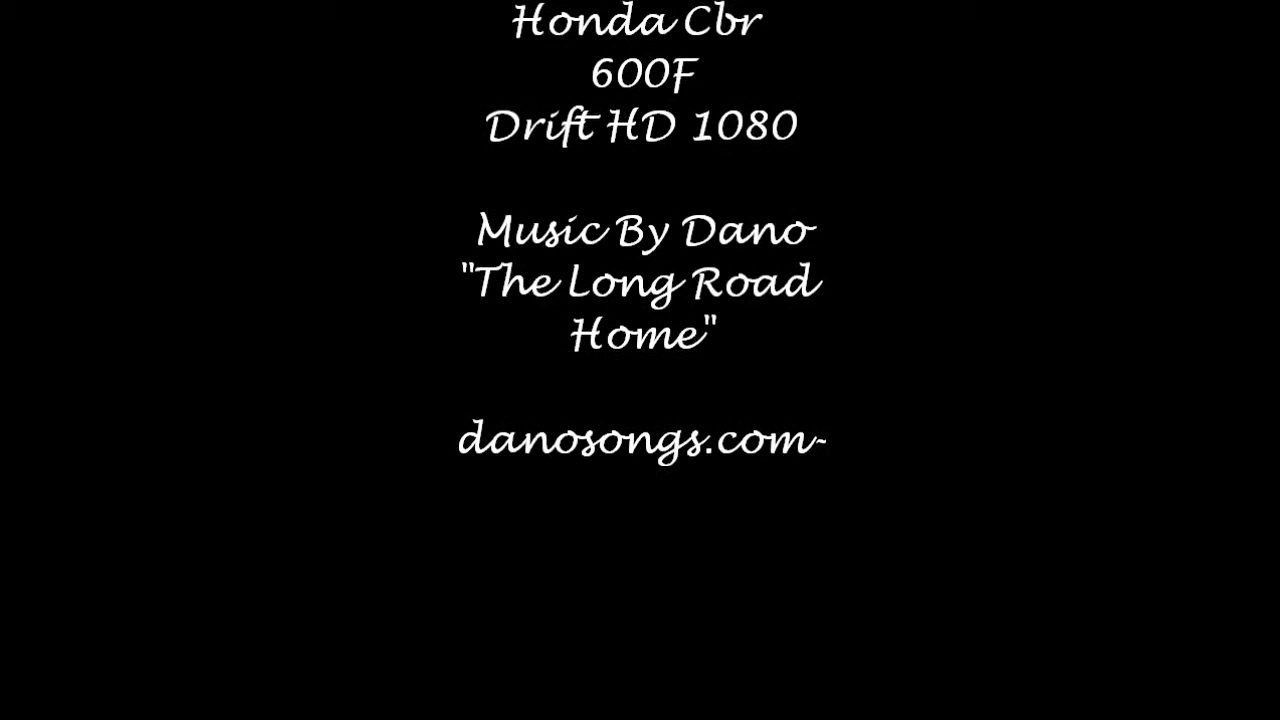 Honda Cbr
600F
Drift HD 1080
Music By Dano
"The Long Road
Home"
danosongs.com-